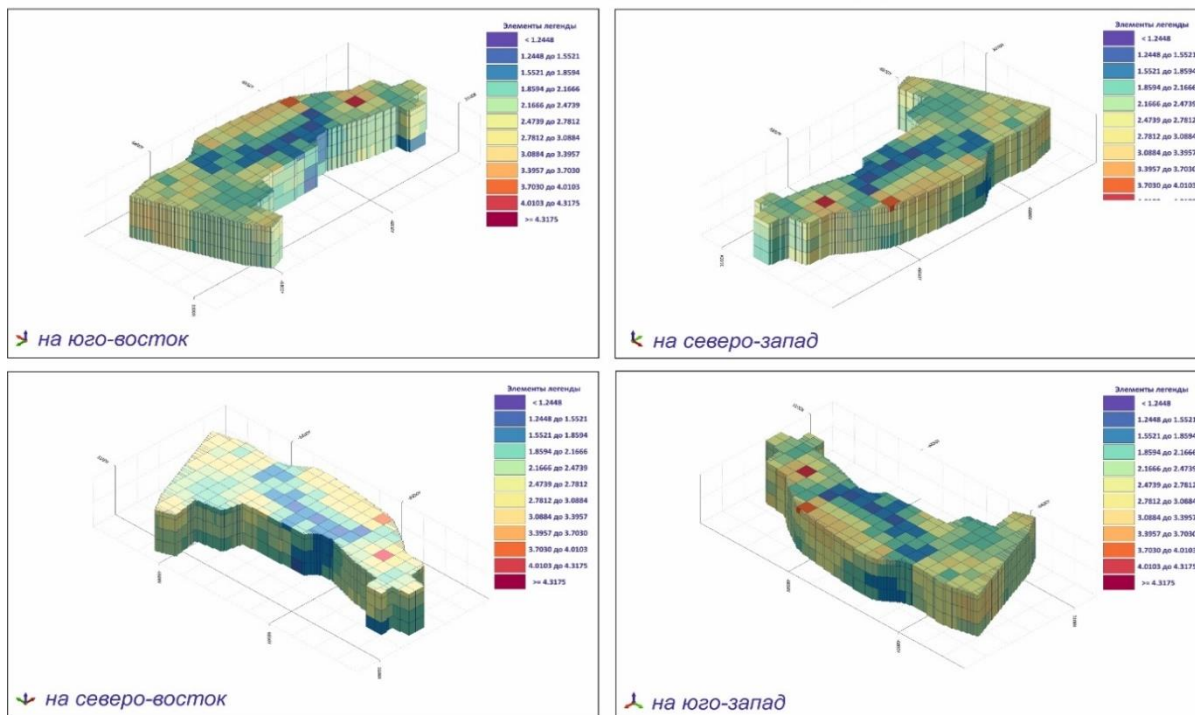 Элементы легенды
< 1.2448
1.2448 до 1.5521
1.5521 до 1.8594
1.8594 до 2.1666
2.1666 до 2.4739
2.4739 до 2.7812
2.7812 до 3.0884
3.0884 до 3.3957
3.3957 до 3.7030
3.7030 до 4.0103
4.0103 до 4.3175
>= 4.3175
на юго-восток
Элементы легенды
< 1.2448
1.2448 до 1.5521
1.5521 до 1.8594
1.8594 до 2.1666
2.1666 до 2.4739
2.4739 до 2.7812
2.7812 до 3.0884
3.0884 до 3.3957
3.3957 до 3.7030
3.7030 до 4.0103
на северо-запад
Элементы легенды
< 1.2448
1.2448 до 1.5521
1.5521 до 1.8594
1.8594 до 2.1666
2.1666 до 2.4739
2.4739 до 2.7812
2.7812 до 3.0884
3.0884 до 3.3957
3.3957 до 3.7030
3.7030 до 4.0103
4.0103 до 4.3175
>= 4.3175
на северо-восток
Элементы легенды
< 1.2448
1.2448 до 1.5521
1.5521 до 1.8594
1.8594 до 2.1666
2.1666 до 2.4739
2.4739 до 2.7812
2.7812 до 3.0884
3.0884 до 3.3957
3.3957 до 3.7030
3.7030 до 4.0103
4.0103 до 4.3175
>= 4.3175
на юго-запад